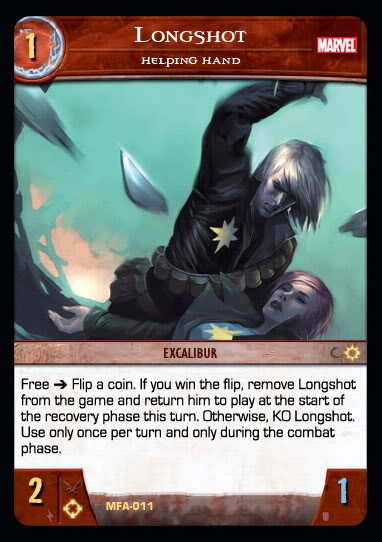 1
LONGSHOT
HELPING HAND
MARVEL
EXCALIBUR
C
Free ➔ Flip a coin. If you win the flip, remove Longshot
from the game and return him to play at the start of
the recovery phase this turn. Otherwise, KO Longshot.
Use only once per turn and only during the combat
phase.
2
MFA-011
1